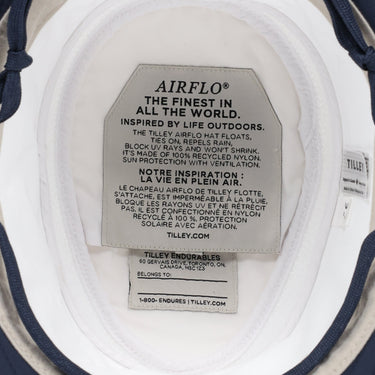 AIRFLO®
THE FINEST IN
ALL THE WORLD.
INSPIRED BY LIFE OUTDOORS.
THE TILLEY AIRFLO HAT FLOATS,
TIES ON, REPELS RAIN,
BLOCK UV RAYS AND WON'T SHRINK.
IT'S MADE OF 100% RECYCLED NYLON.
SUN PROTECTION WITH VENTILATION.
NOTRE INSPIRATION :
LA VIE EN PLEIN AIR.
LE CHAPEAU AIRFLO DE TILLEY FLOTTE,
S'ATTACHE, EST IMPERMÉABLE À LA PLUIE,
BLOQUE LES RAYONS UV ET NE RÉTRÉCIT
PAS, IL EST CONFECTIONNÉ EN NYLON
RECYCLÉ À 100 %. PROTECTION
SOLAIRE AVEC AÉRATION.
TILLEY.COM
TILLEY ENDURABLES
60 GERVAIS DRIVE, TORONTO, ON,
CANADA, M3C 1Z3
BELONGS TO:
1-800- ENDURES | TILLEY.COM
TILLEY